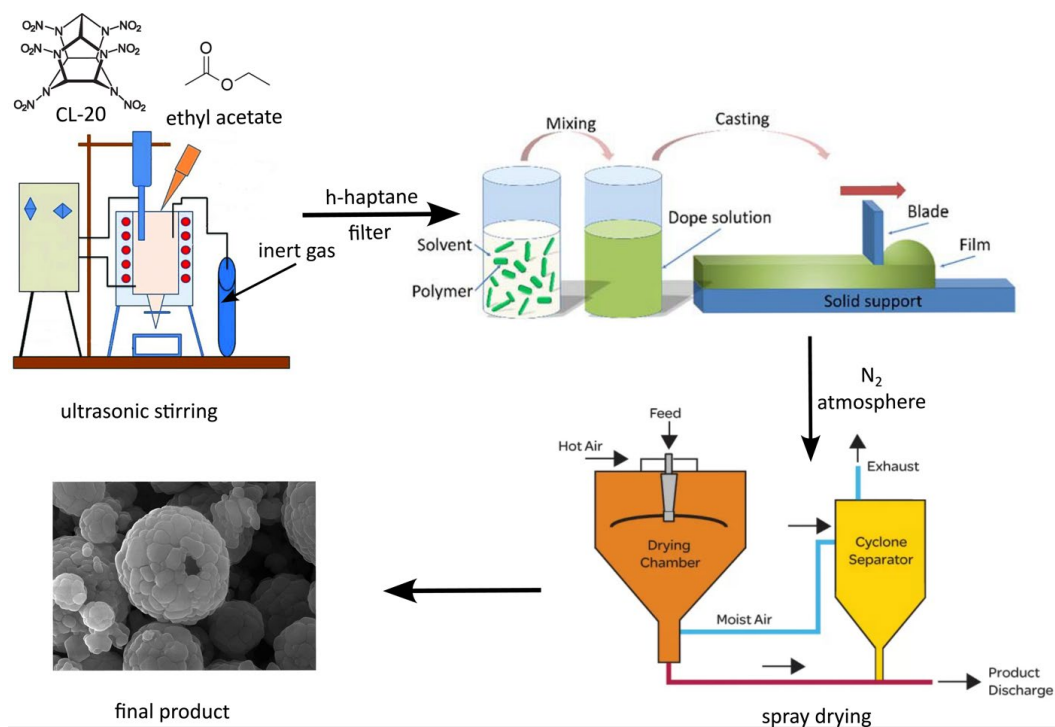 O₂N
NO₂
N
N
O₂N
N
N
NO₂
O₂N
N
N
NO₂
CL-20
O
O
ethyl acetate
ultrasonic stirring
inert gas
h-haptane
filter
Mixing
Casting
Solvent
Polymer
Dope solution
Blade
Film
Solid support
N₂
atmosphere
Feed
Hot Air
Drying
Chamber
Moist Air
Exhaust
Cyclone
Separator
Product
Discharge
spray drying
final product